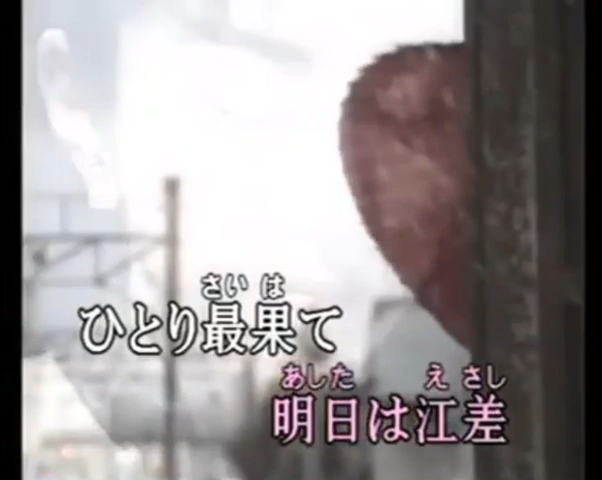 さい は
ひとり最果て
あした え さし
明日は江差